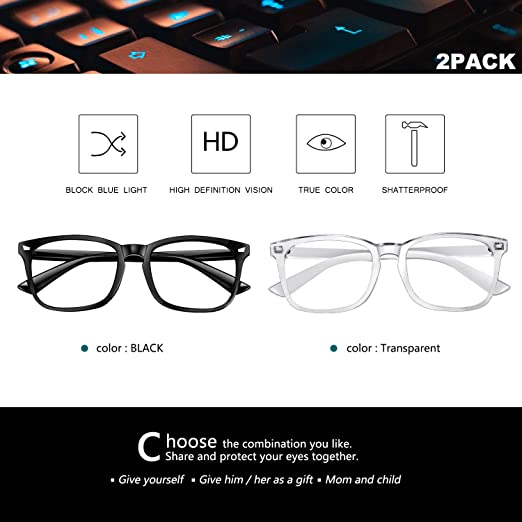 2PACK
HD
BLOCK BLUE LIGHT
HIGH DEFINITION VISION
TRUE COLOR
SHATTERPROOF
color : BLACK
color : Transparent
Choose the combination you like.
Share and protect your eyes together.
• Give yourself • Give him / her as a gift • Mom and child